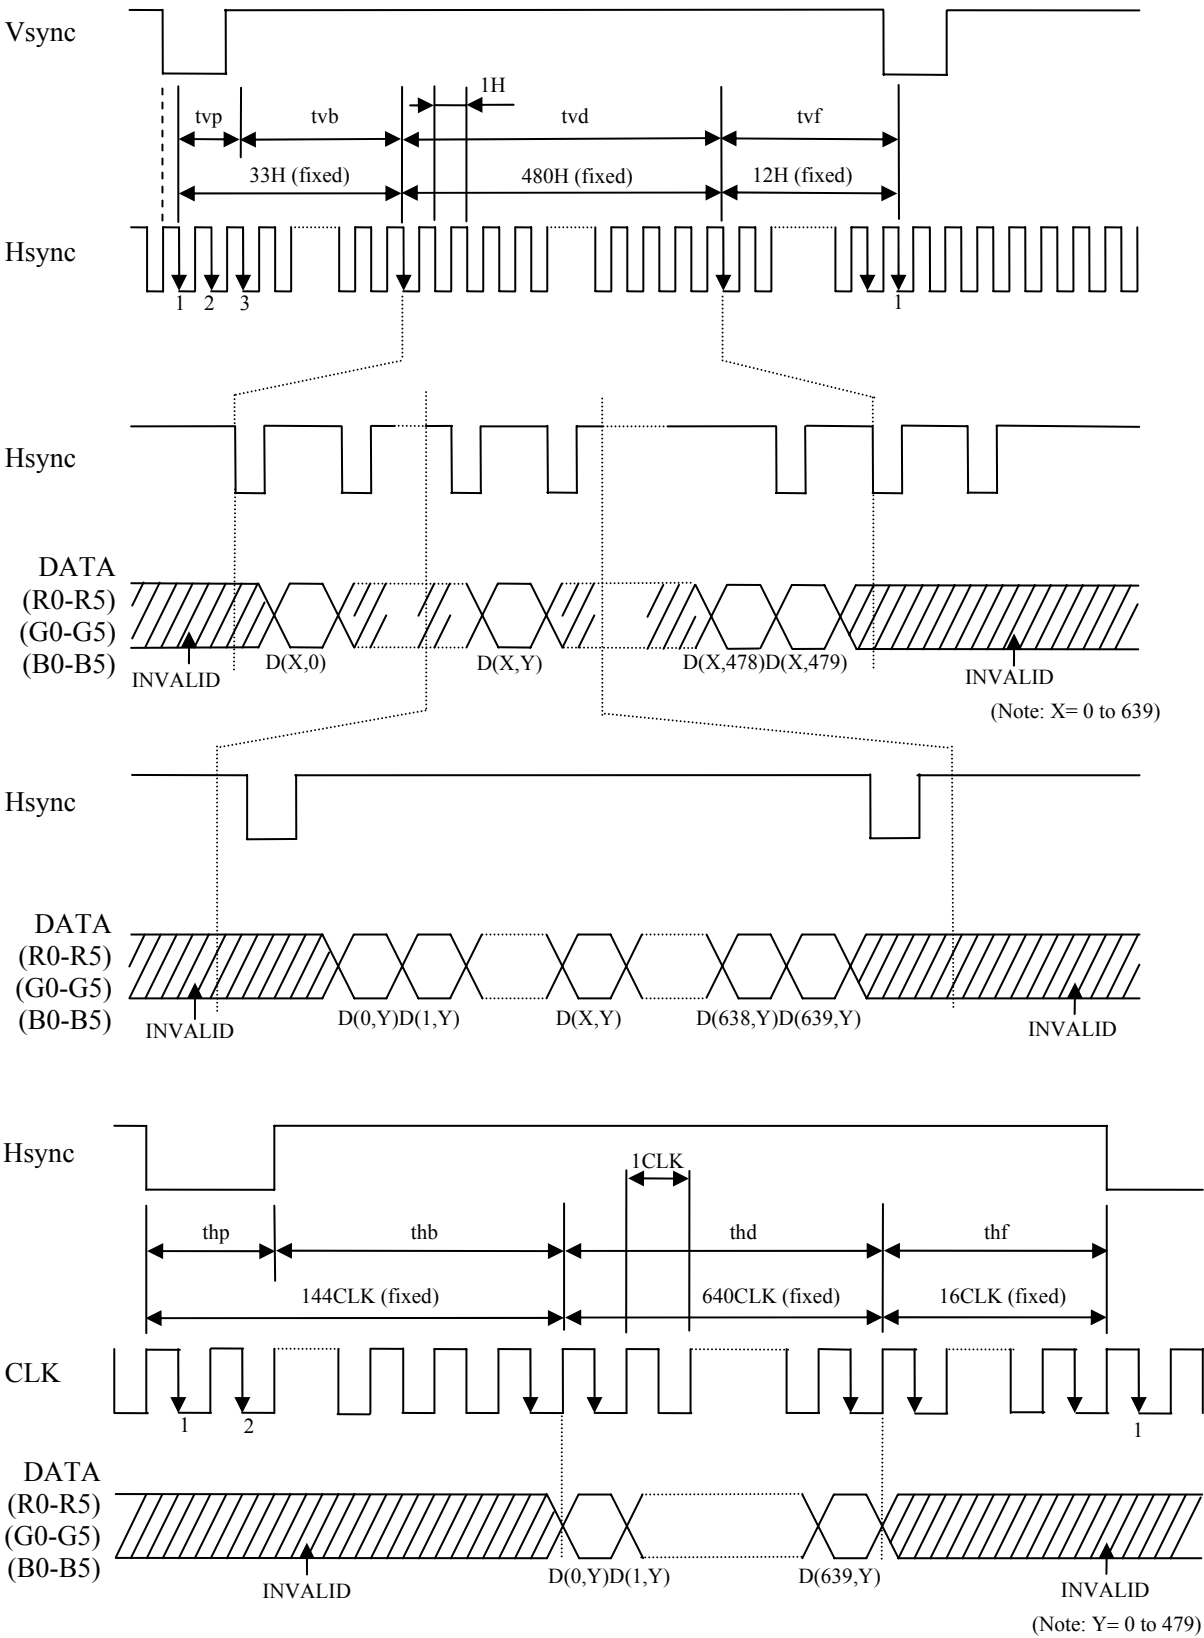 Vsync
1H
tvp tvb tvd tvf
33H (fixed) 480H (fixed) 12H (fixed)
Hsync
1 2 3 1
Hsync
DATA
(R0-R5)
(G0-G5)
(B0-B5)
D(X,0) D(X,Y) D(X,478)D(X,479)
INVALID INVALID
(Note: X= 0 to 639)
Hsync
DATA
(R0-R5)
(G0-G5)
(B0-B5)
INVALID D(0,Y)D(1,Y) D(X,Y) D(638,Y)D(639,Y) INVALID
Hsync
1CLK
thp thb thd thf
144CLK (fixed) 640CLK (fixed) 16CLK (fixed)
CLK
1 2 1
DATA
(R0-R5)
(G0-G5)
(B0-B5)
INVALID D(0,Y)D(1,Y) D(639,Y) INVALID
(Note: Y= 0 to 479)